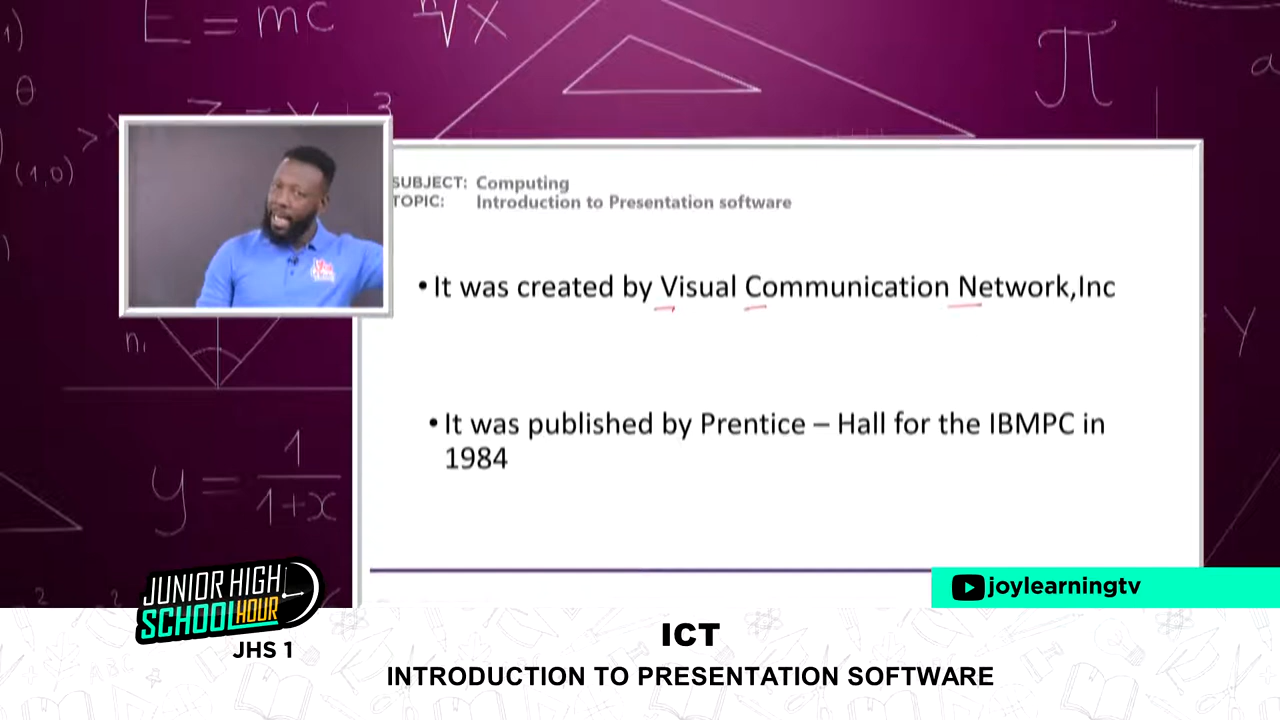 E = mc
n√x
π
1)
θ
(1,0)
SUBJECT: Computing
TOPIC: Introduction to Presentation software
• It was created by Visual Communication Network,Inc
• It was published by Prentice – Hall for the IBMPC in
1984
n₁
Y
y = 1/1+x
JUNIOR HIGH
SCHOOL HOUR
JHS 1
joylearningtv
ICT
INTRODUCTION TO PRESENTATION SOFTWARE